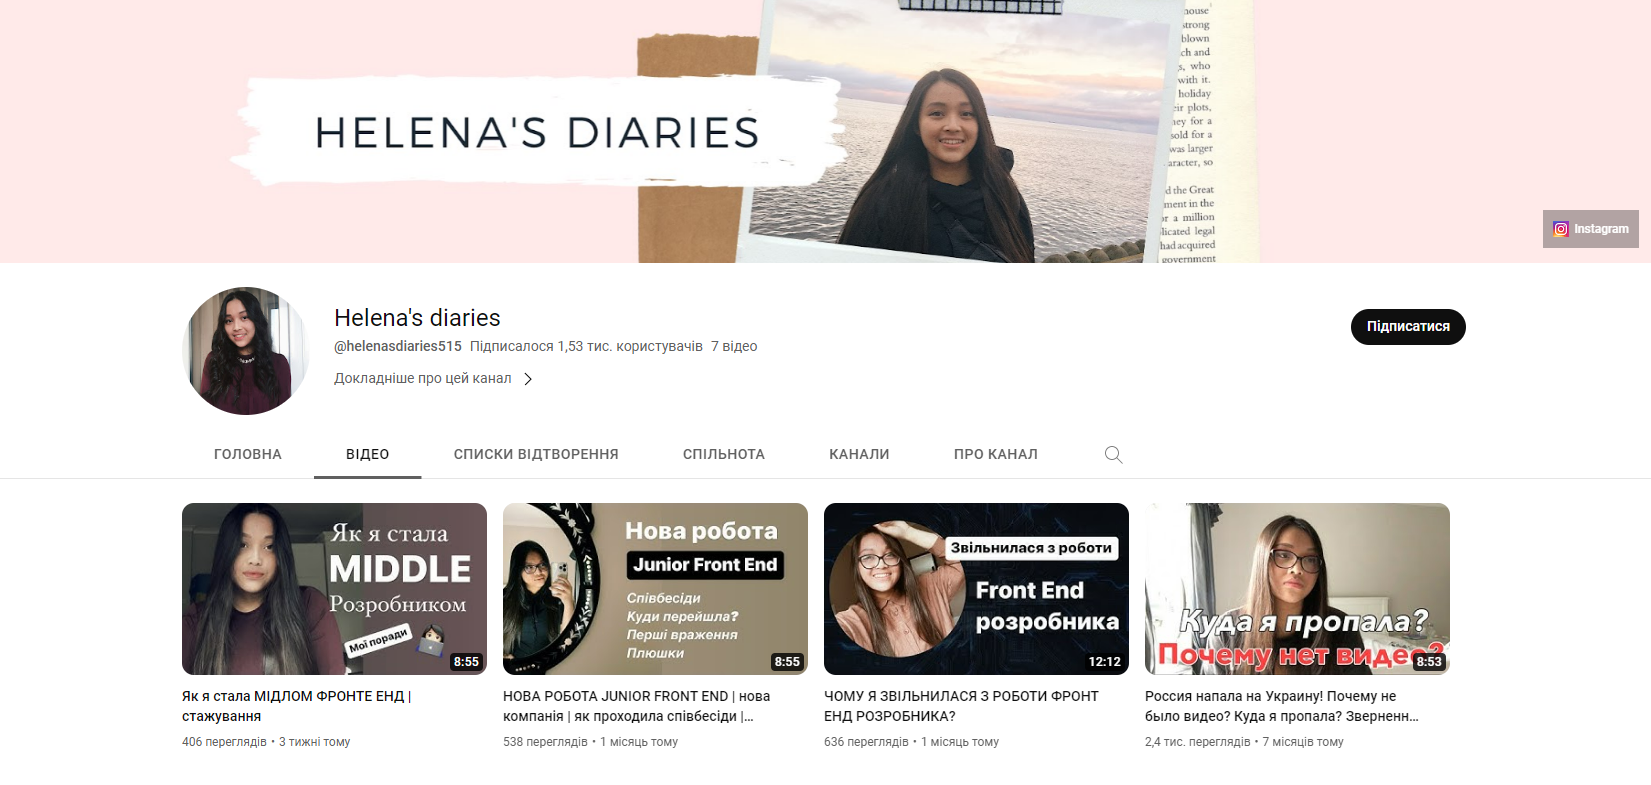 HELENA'S DIARIES
house'
strong
blown
ch and
s, who
with it.
holiday
eir plots,
ney for a
sold for a
was larger
aracter, so
d the Great
ment in the
r a million
licated legal
had acquired
government
Instagram
Helena's diaries
@helenasdiaries515 Підписалося 1,53 тис. користувачів 7 відео
Докладніше про цей канал
Підписатися
ГОЛОВНА ВІДЕО СПИСКИ ВІДТВОРЕННЯ СПІЛЬНОТА КАНАЛИ ПРО КАНАЛ
Як я стала
MIDDLE
Розробником
Мої поради
8:55
Як я стала МІДЛОМ ФРОНТЕ ЕНД |
стажування
406 переглядів • 3 тижні тому
Нова робота
Junior Front End
Співбесіди
Куди перейшла?
Перші враження
Плюшки
8:55
НОВА РОБОТА JUNIOR FRONT END | нова
компанія | як проходила співбесіди |...
538 переглядів • 1 місяць тому
Звільнилася з роботи
Front End
розробника
12:12
ЧОМУ Я ЗВІЛЬНИЛАСЯ З РОБОТИ ФРОНТ
ЕНД РОЗРОБНИКА?
636 переглядів • 1 місяць тому
Куда я пропала?
Почему нет видео?
8:53
Россия напала на Украину! Почему не
было видео? Куда я пропала? Зверненн...
2,4 тис. переглядів • 7 місяців тому